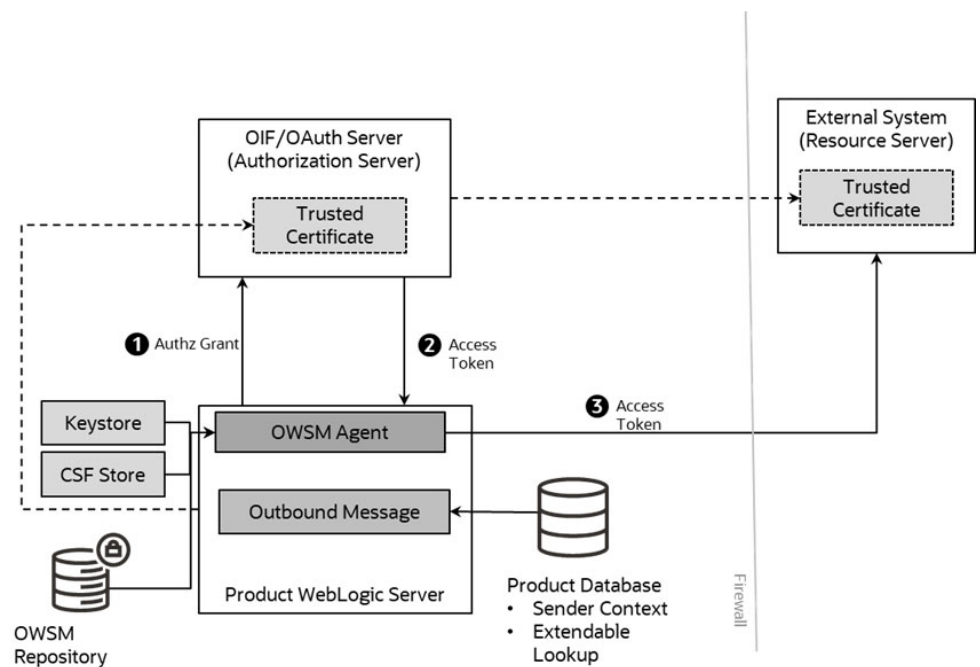 OIF/OAuth Server
(Authorization Server)
Trusted
Certificate
External System
(Resource Server)
Trusted
Certificate
1 Authz Grant
2 Access
Token
3 Access
Token
Keystore
CSF Store
OWSM Agent
Outbound Message
Product WebLogic Server
OWSM
Repository
Product Database
• Sender Context
• Extendable
Lookup
Firewall